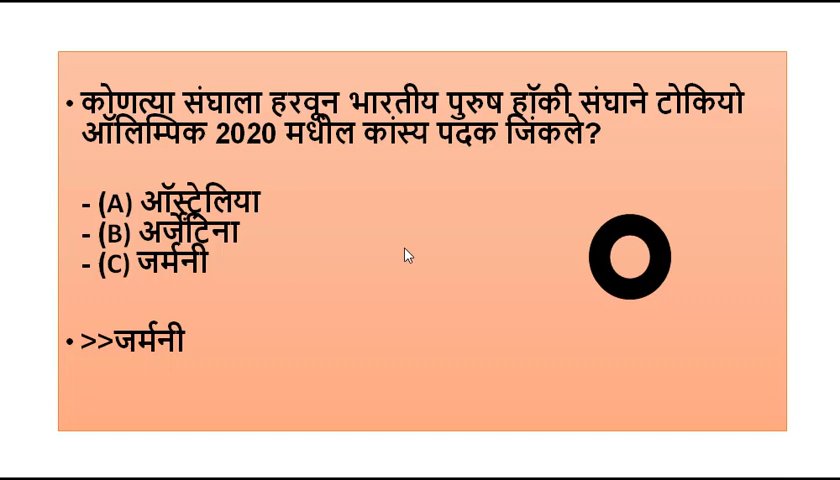 • कोणत्या संघाला हरवून भारतीय पुरुष हॉकी संघाने टोकियो
ऑलिम्पिक 2020 मधील कांस्य पदक जिंकले?
- (A) ऑस्ट्रेलिया
- (B) अर्जेंटिना
- (C) जर्मनी
• >>जर्मनी